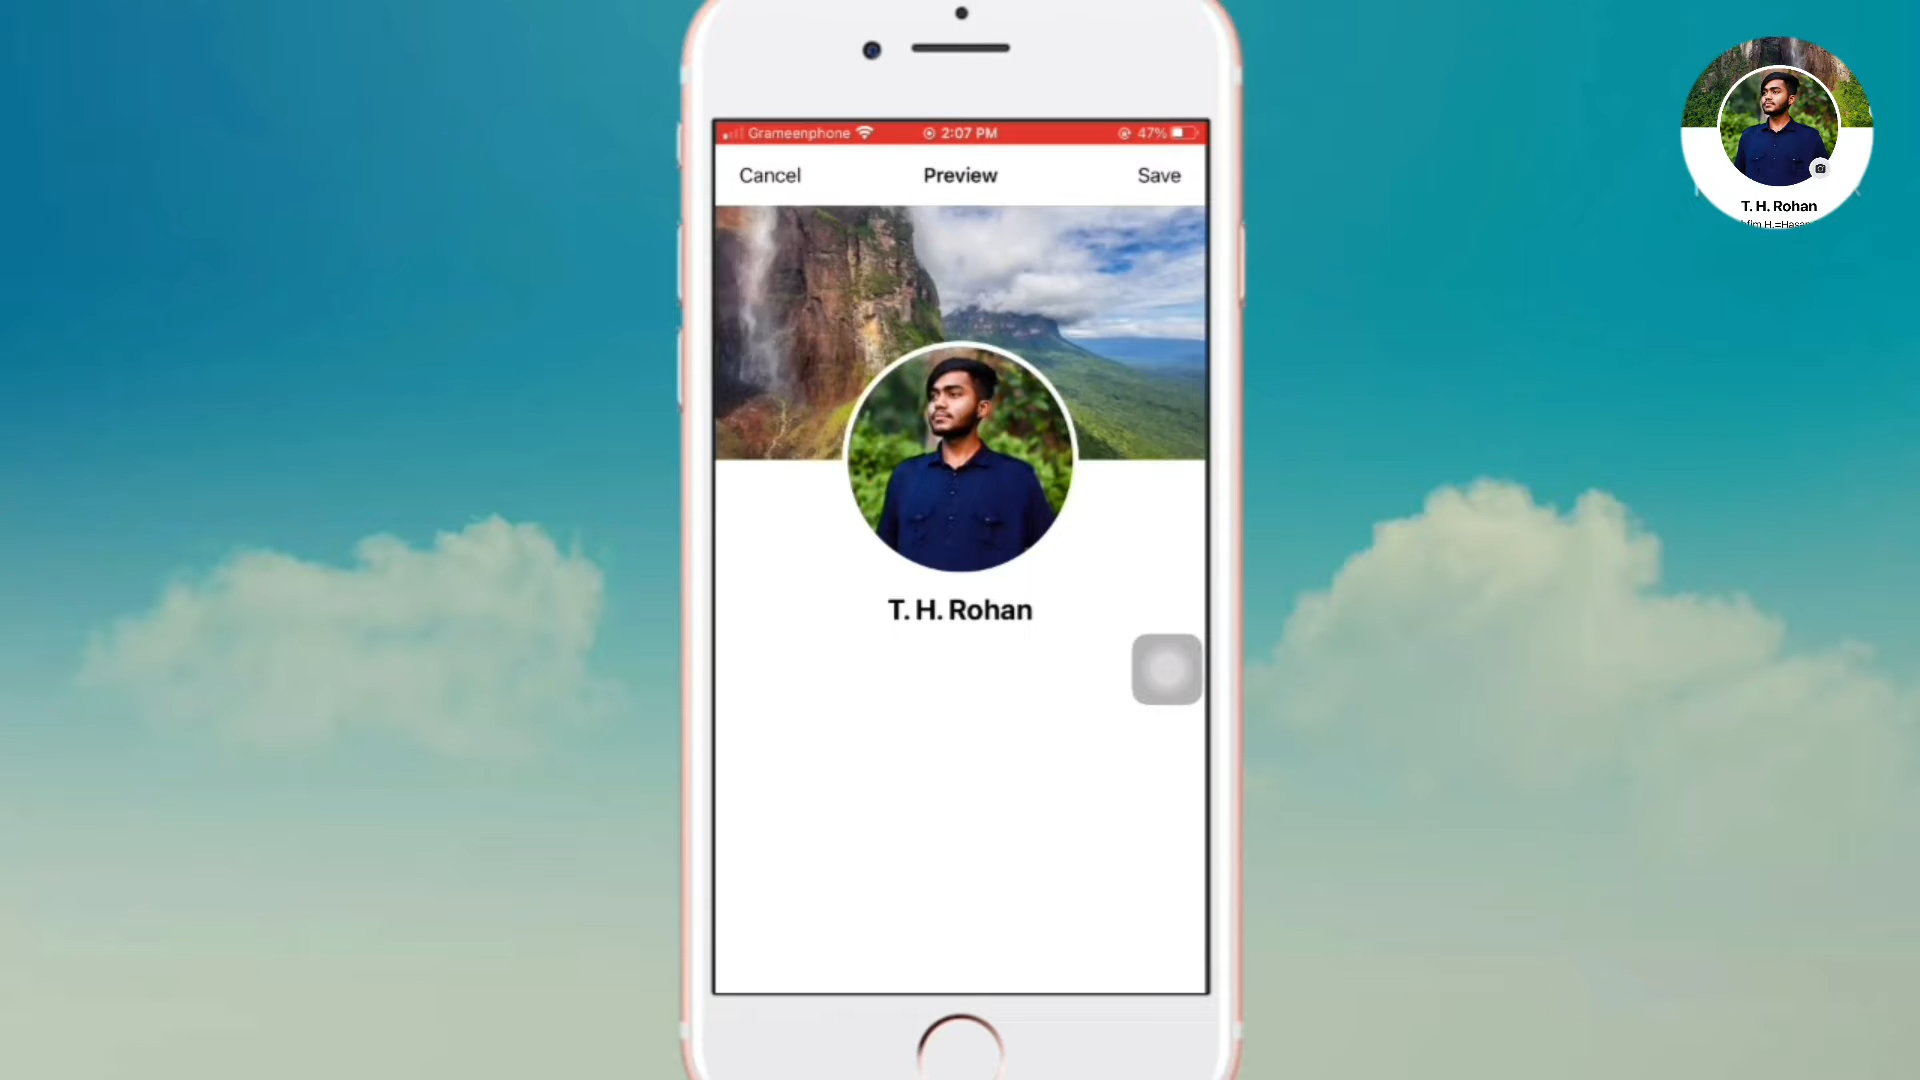 Grameenphone 2:07 PM 47%
Cancel Preview Save
T. H. Rohan
T. H. Rohan